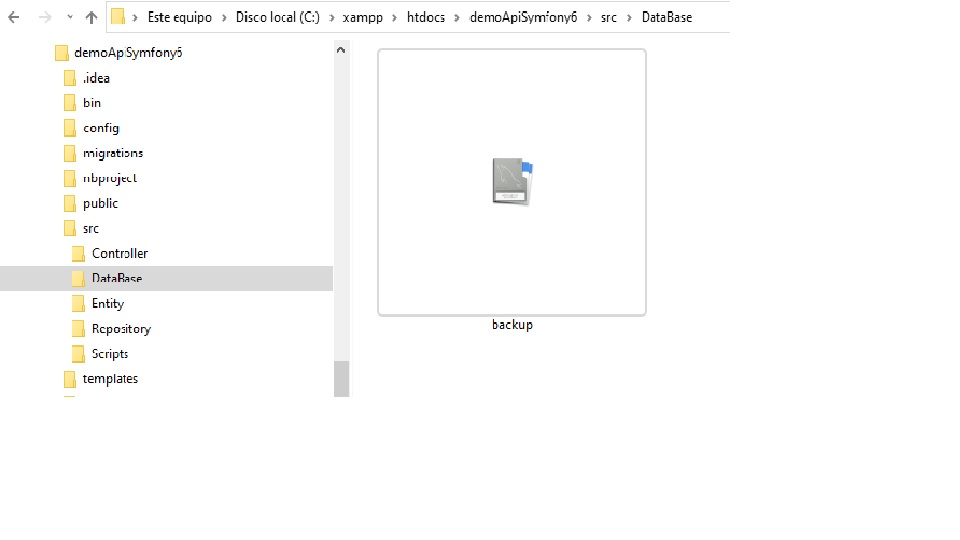 Este equipo > Disco local (C:) > xampp > htdocs > demoApiSymfony6 > src > DataBase
demoApiSymfony6
.idea
bin
config
migrations
nbproject
public
src
Controller
DataBase
Entity
Repository
Scripts
templates
backup